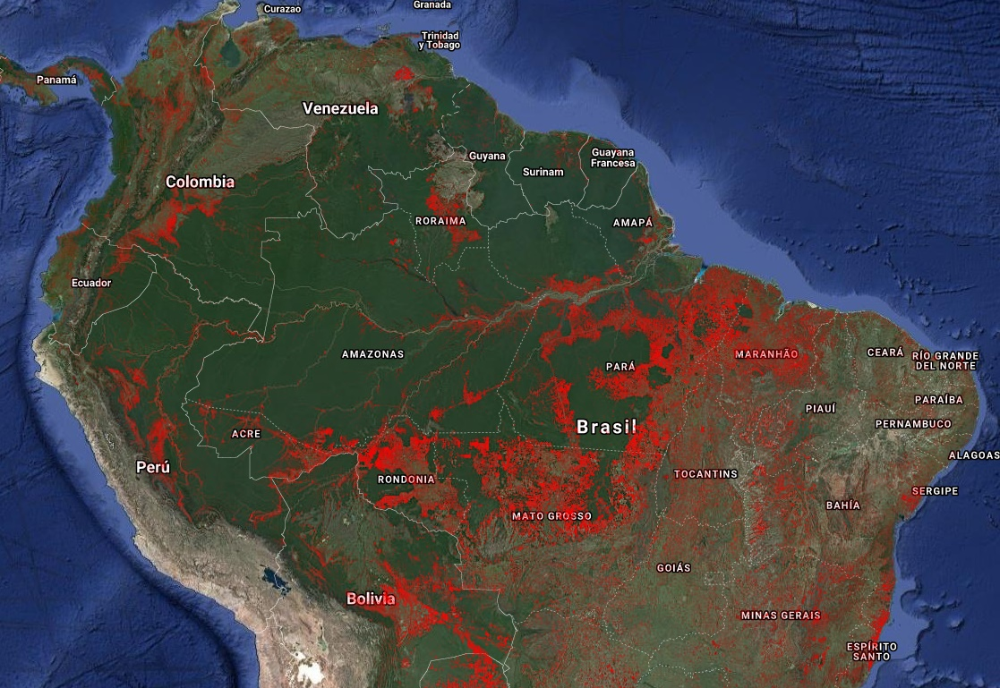 Granada
Curazao
Trinidad
y Tobago
Panamá
Venezuela
Guyana
Guayana
Francesa
Surinam
Colombia
RORAIMA
AMAPÁ
Ecuador
AMAZONAS
PARÁ
MARANHÃO
CEARÁ
RÍO GRANDE
DEL NORTE
PARAÍBA
PIAUÍ
PERNAMBUCO
Brasil
ACRE
ALAGOAS
Perú
RONDONIA
TOCANTINS
SERGIPE
BAHÍA
MATO GROSSO
GOIÁS
Bolivia
MINAS GERAIS
ESPÍRITO
SANTO